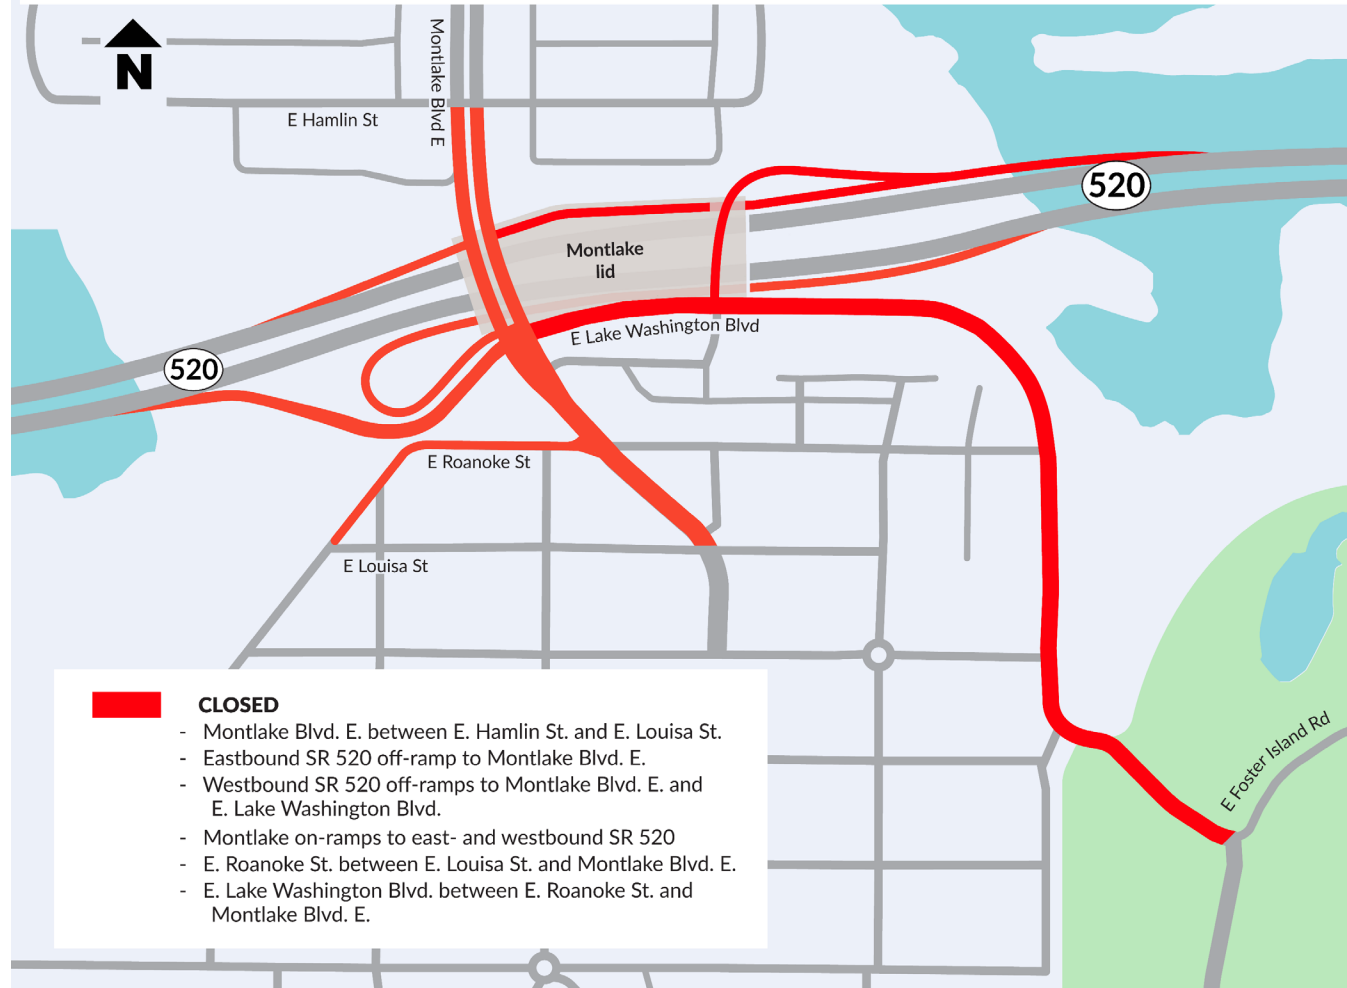 N
Montlake Blvd E
E Hamlin St
520
Montlake
lid
E Lake Washington Blvd
520
E Roanoke St
E Louisa St
E Foster Island Rd
CLOSED
- Montlake Blvd. E. between E. Hamlin St. and E. Louisa St.
- Eastbound SR 520 off-ramp to Montlake Blvd. E.
- Westbound SR 520 off-ramps to Montlake Blvd. E. and
E. Lake Washington Blvd.
- Montlake on-ramps to east- and westbound SR 520
- E. Roanoke St. between E. Louisa St. and Montlake Blvd. E.
- E. Lake Washington Blvd. between E. Roanoke St. and
Montlake Blvd. E.